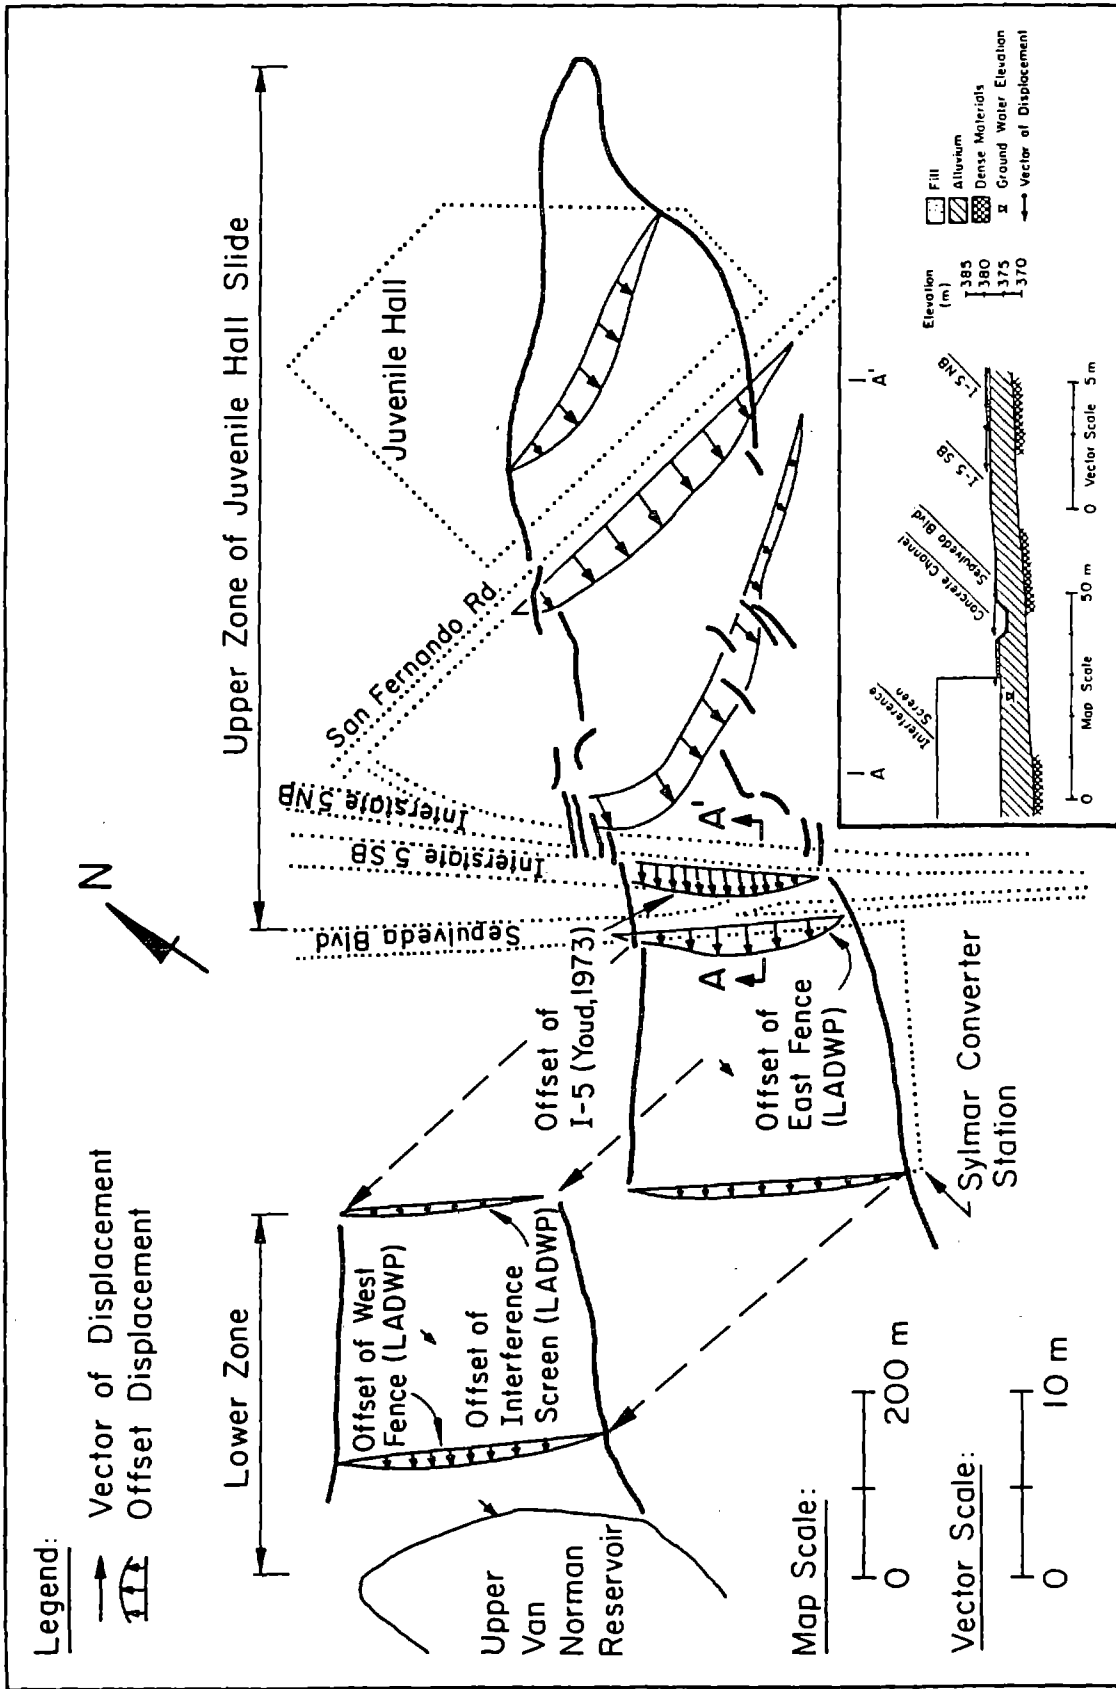 Legend:
Vector of Displacement
Offset Displacement
N
Upper Zone of Juvenile Hall Slide
Lower Zone
Juvenile Hall
San Fernando Rd
Interstate 5 NB
Interstate 5 SB
Sepulveda Blvd
Offset of
I-5 (Youd,1973)
A
A'
Offset of
East Fence
(LADWP)
Offset of West
Fence (LADWP)
Offset of
Interference
Screen (LADWP)
Sylmar Converter
Station
Upper
Van
Norman
Reservoir
Map Scale:
0
200 m
Vector Scale:
0
10 m
A
A'
Interference
Screen
Concrete Channel
Sepulveda Blvd
I-5 SB
I-5 NB
Elevation
(m)
385
380
375
370
Fill
Alluvium
Dense Materials
Ground Water Elevation
Vector of Displacement
0
50 m
Map Scale
0
Vector Scale
5 m